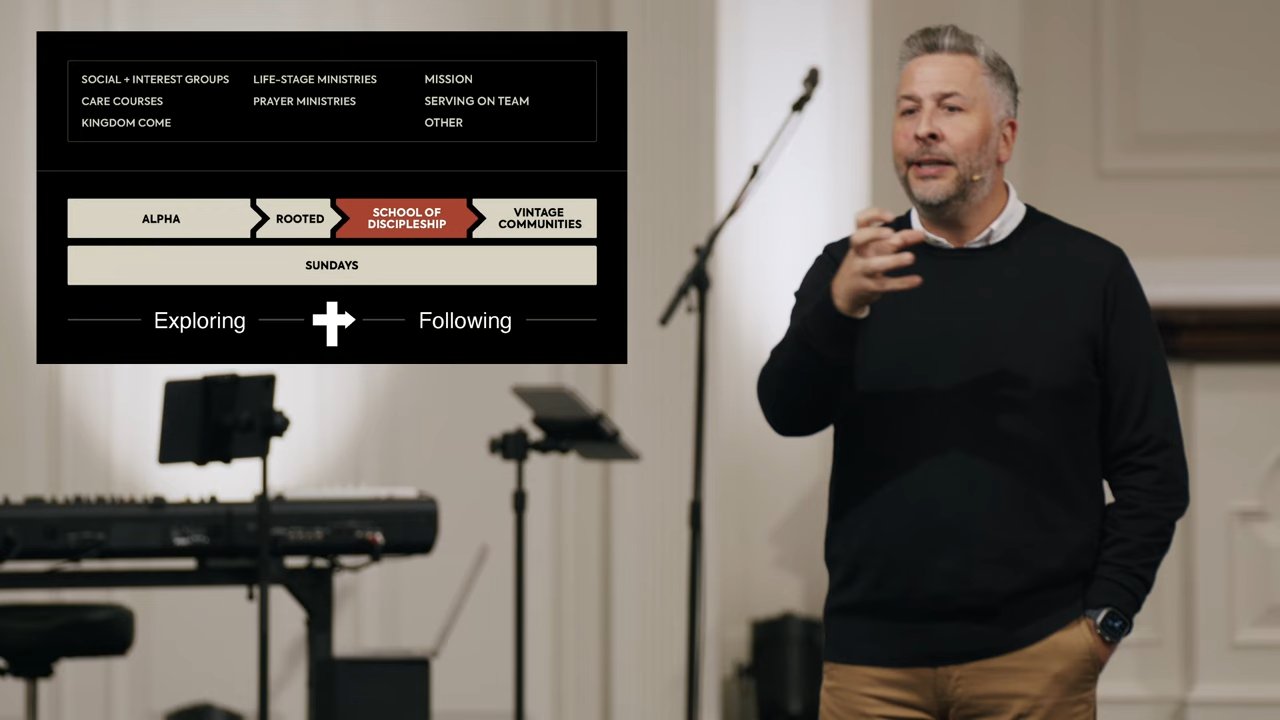 SOCIAL + INTEREST GROUPS
LIFE-STAGE MINISTRIES
MISSION
CARE COURSES
PRAYER MINISTRIES
SERVING ON TEAM
KINGDOM COME
OTHER
ALPHA
ROOTED
SCHOOL OF
DISCIPLESHIP
VINTAGE
COMMUNITIES
SUNDAYS
Exploring
Following